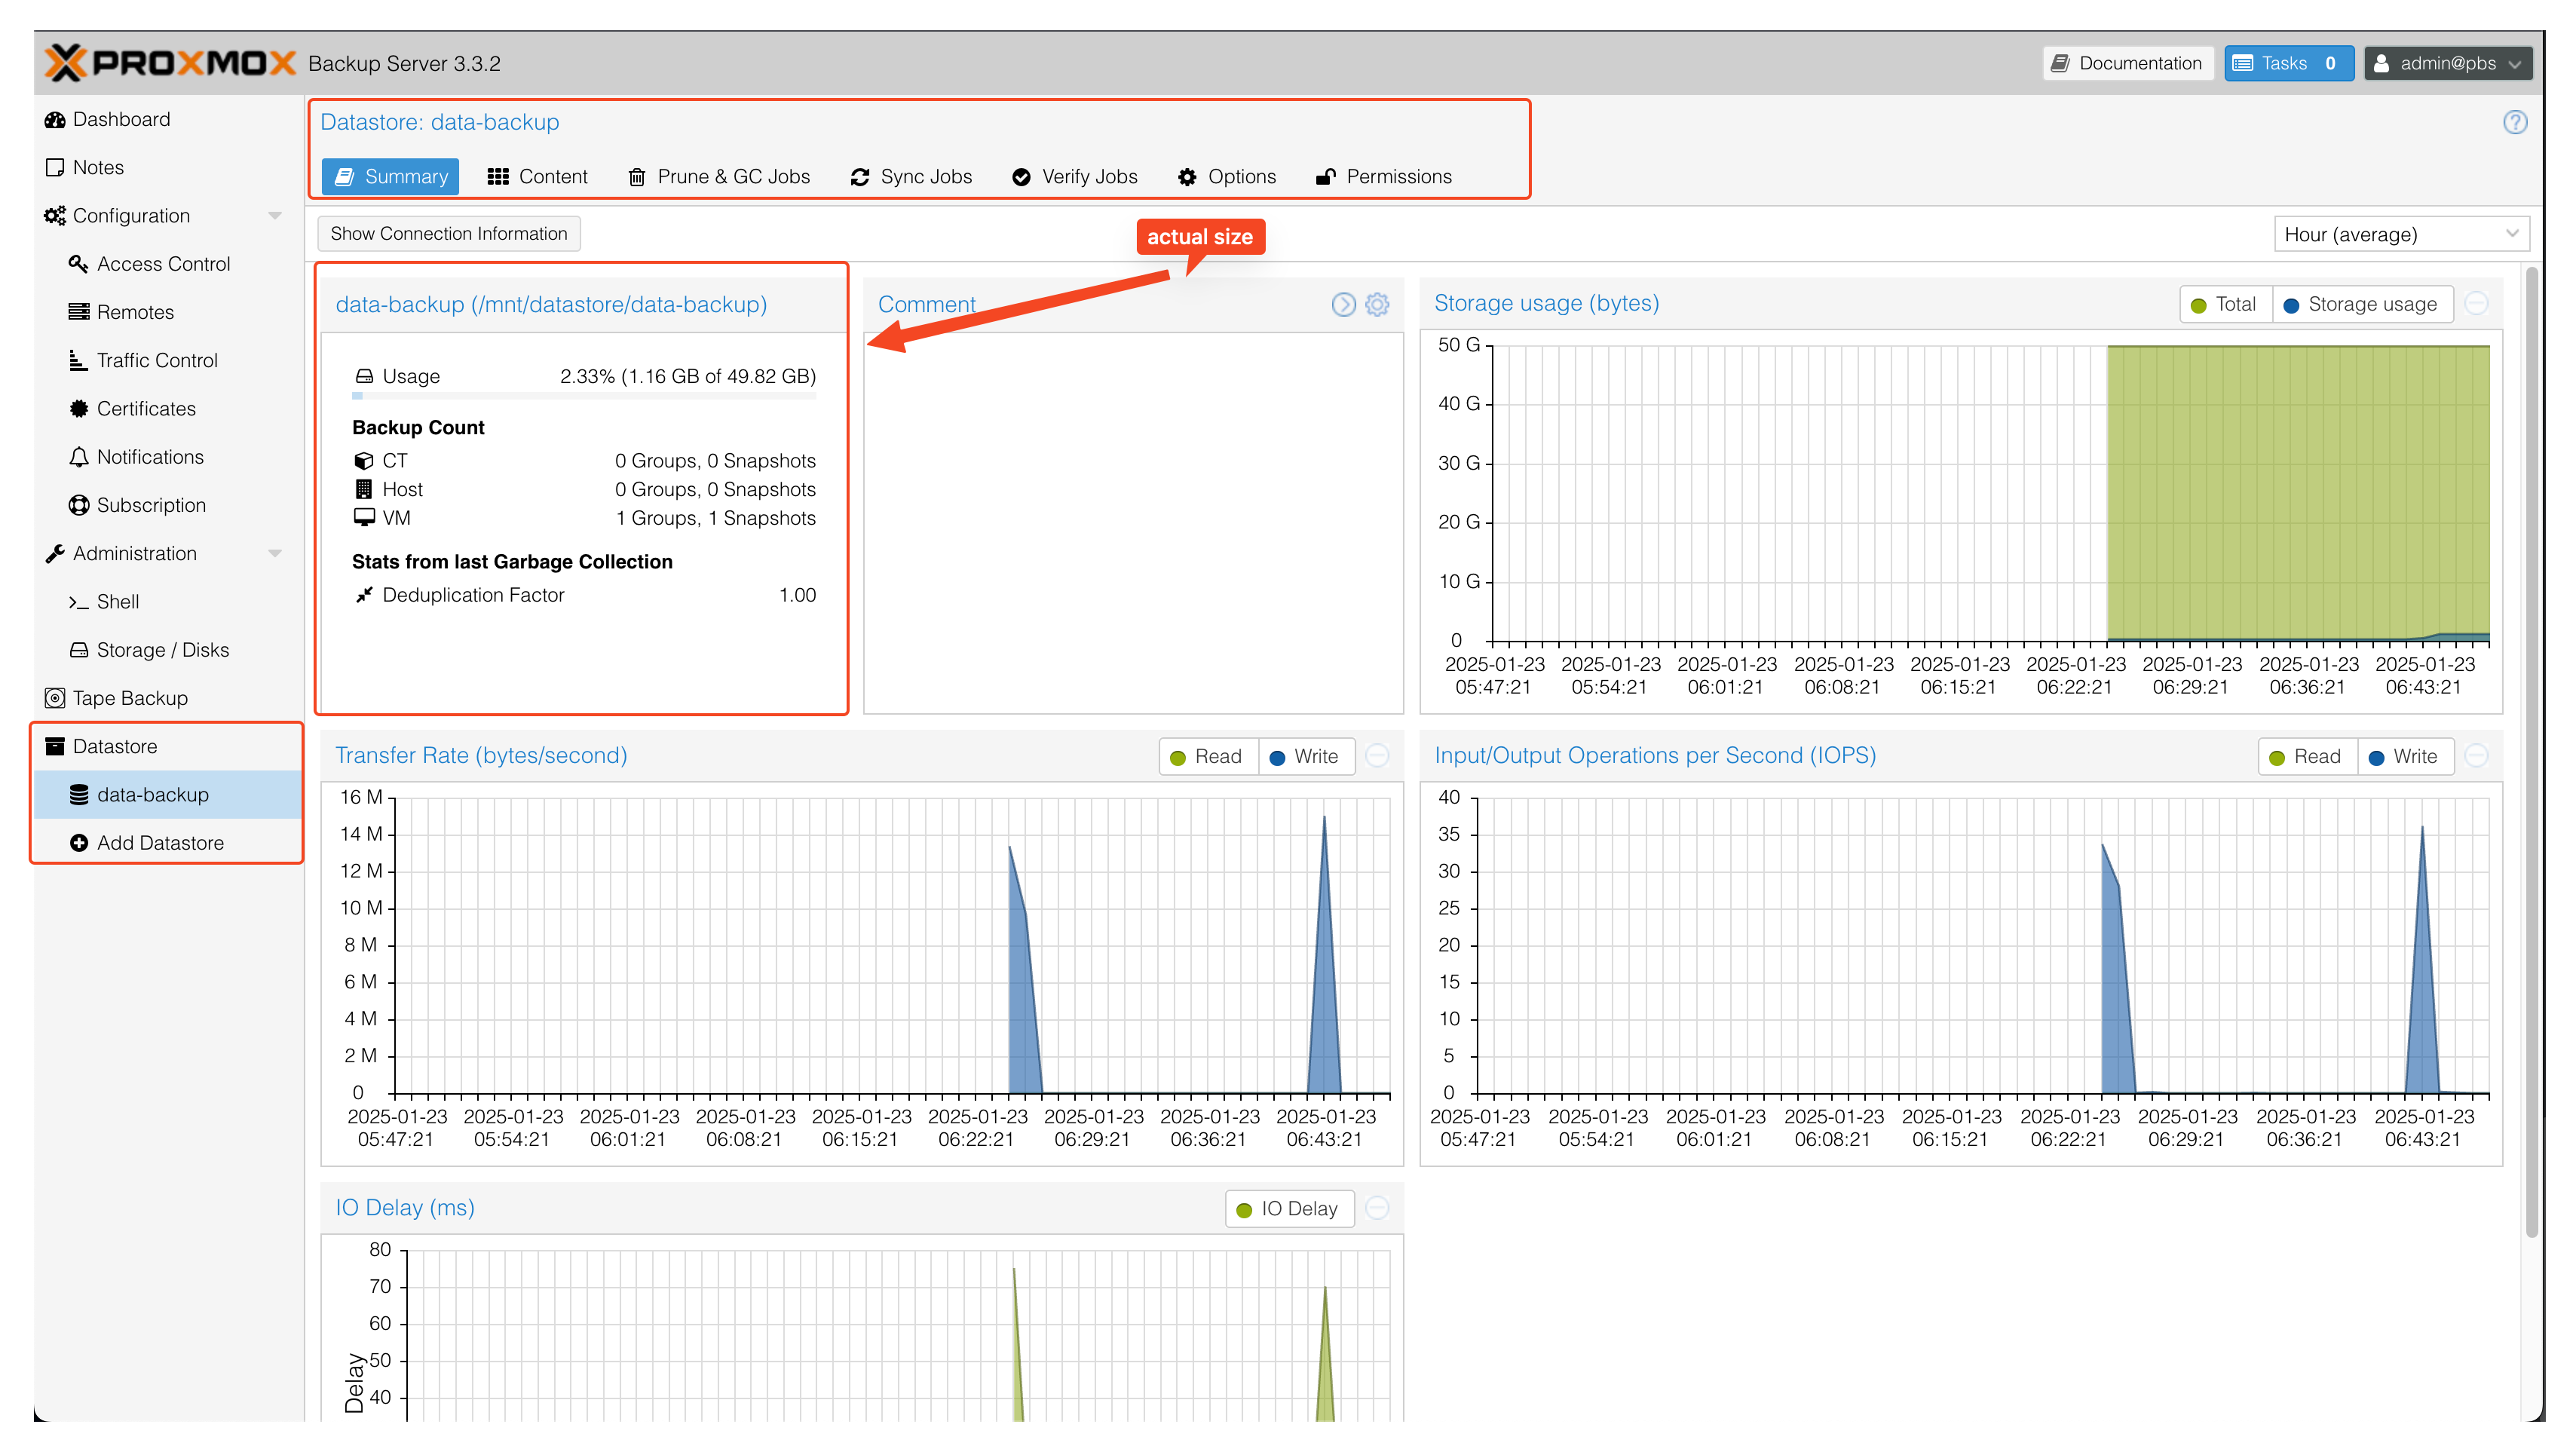 PROXMOX Backup Server 3.3.2
Documentation
Tasks 0
admin@pbs
Dashboard
Notes
Configuration
Access Control
Remotes
Traffic Control
Certificates
Notifications
Subscription
Administration
Shell
Storage / Disks
Tape Backup
Datastore
data-backup
Add Datastore
Datastore: data-backup
Summary
Content
Prune & GC Jobs
Sync Jobs
Verify Jobs
Options
Permissions
Show Connection Information
actual size
Hour (average)
data-backup (/mnt/datastore/data-backup)
Usage 2.33% (1.16 GB of 49.82 GB)
Backup Count
CT 0 Groups, 0 Snapshots
Host 0 Groups, 0 Snapshots
VM 1 Groups, 1 Snapshots
Stats from last Garbage Collection
Deduplication Factor 1.00
Comment
Storage usage (bytes)
Total
Storage usage
50 G
40 G
30 G
20 G
10 G
0
2025-01-23 2025-01-23 2025-01-23 2025-01-23 2025-01-23 2025-01-23 2025-01-23 2025-01-23 2025-01-23
05:47:21 05:54:21 06:01:21 06:08:21 06:15:21 06:22:21 06:29:21 06:36:21 06:43:21
Transfer Rate (bytes/second)
Read
Write
16 M
14 M
12 M
10 M
8 M
6 M
4 M
2 M
0
2025-01-23 2025-01-23 2025-01-23 2025-01-23 2025-01-23 2025-01-23 2025-01-23 2025-01-23 2025-01-23
05:47:21 05:54:21 06:01:21 06:08:21 06:15:21 06:22:21 06:29:21 06:36:21 06:43:21
Input/Output Operations per Second (IOPS)
Read
Write
40
35
30
25
20
15
10
5
0
2025-01-23 2025-01-23 2025-01-23 2025-01-23 2025-01-23 2025-01-23 2025-01-23 2025-01-23 2025-01-23
05:47:21 05:54:21 06:01:21 06:08:21 06:15:21 06:22:21 06:29:21 06:36:21 06:43:21
IO Delay (ms)
IO Delay
80
70
60
50
40
Delay